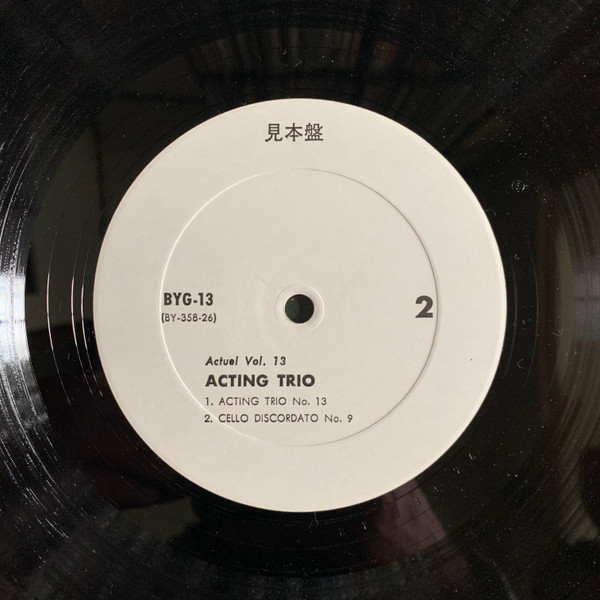 見本盤
BYG-13
(BY-358-26)
2
Actuel Vol. 13
ACTING TRIO
1. ACTING TRIO No. 13
2. CELLO DISCORDATO No. 9